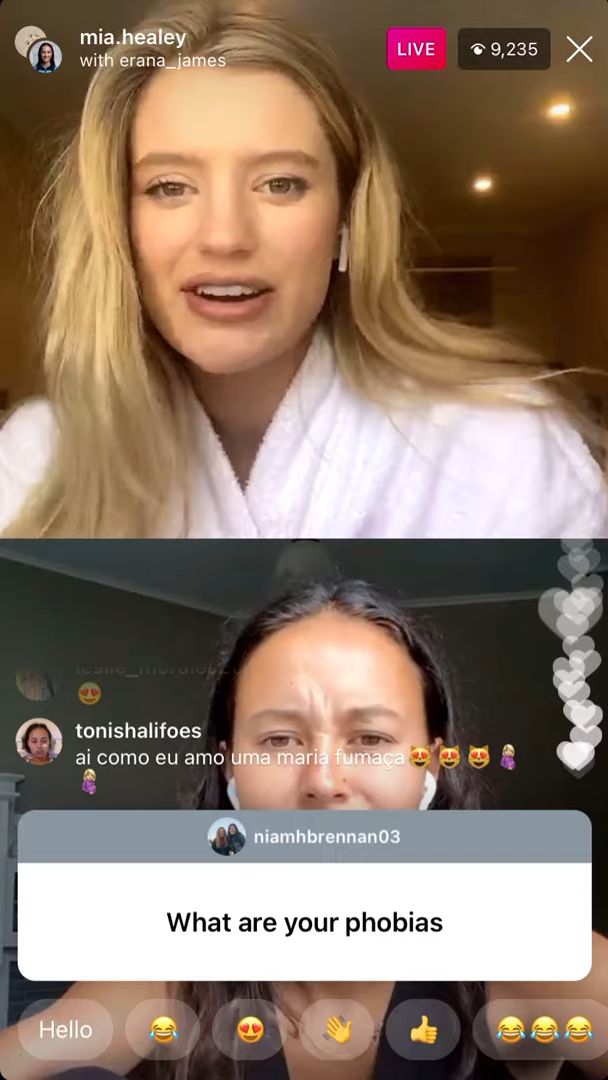 mia.healey
with erana_james
LIVE
9,235
tonishalifoes
ai como eu amo uma maria fumaça 😻 😻 😻 🤱🏼
🤱🏼
niamhbrennan03
What are your phobias
Hello
😂
😍
👋
👍
😂😂😂